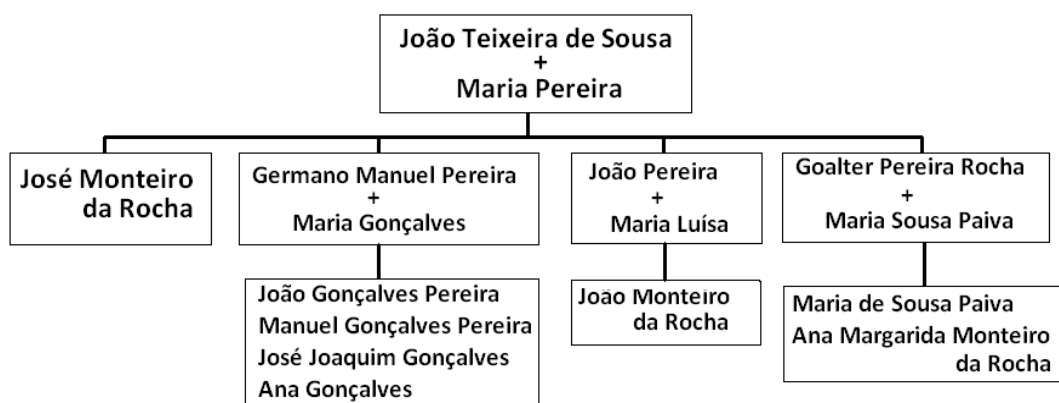 João Teixeira de Sousa
+
Maria Pereira
José Monteiro
da Rocha
Germano Manuel Pereira
+
Maria Gonçalves
João Pereira
+
Maria Luísa
Goalter Pereira Rocha
+
Maria Sousa Paiva
João Gonçalves Pereira
Manuel Gonçalves Pereira
José Joaquim Gonçalves
Ana Gonçalves
João Monteiro
da Rocha
Maria de Sousa Paiva
Ana Margarida Monteiro
da Rocha